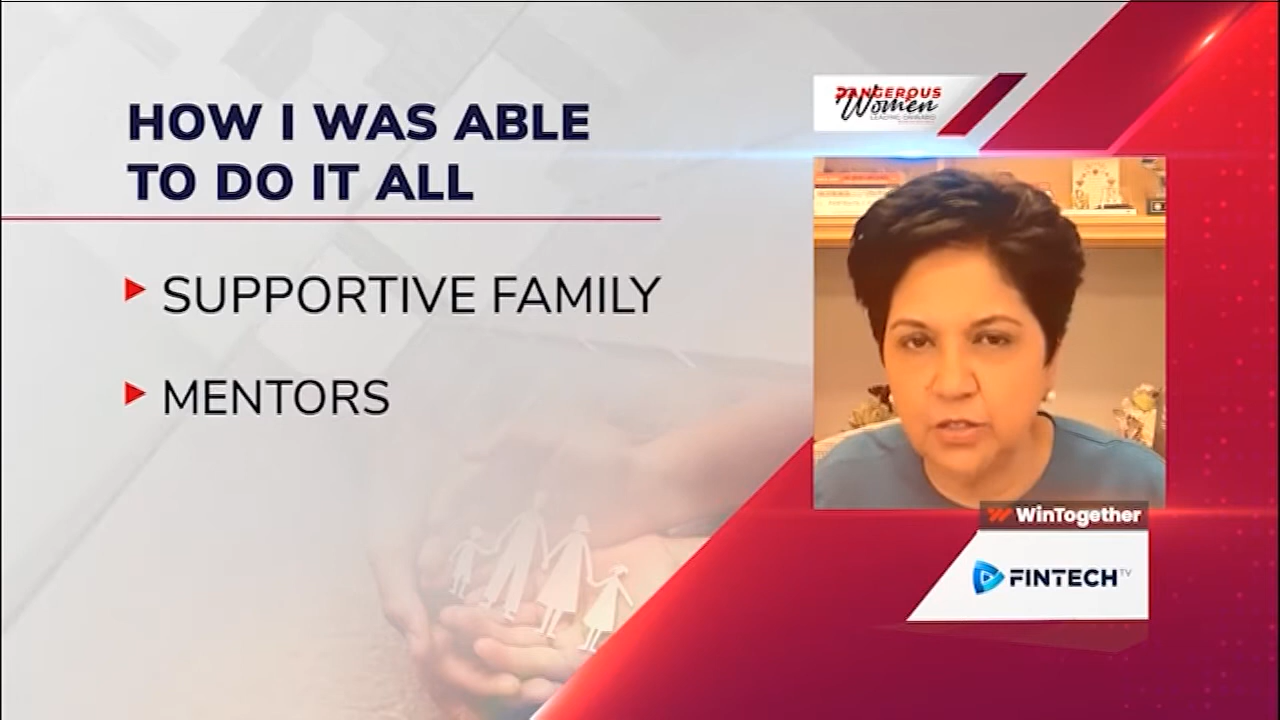 HOW I WAS ABLE
TO DO IT ALL
SUPPORTIVE FAMILY
MENTORS
DANGEROUS
Women
WinTogether
FINTECH TV